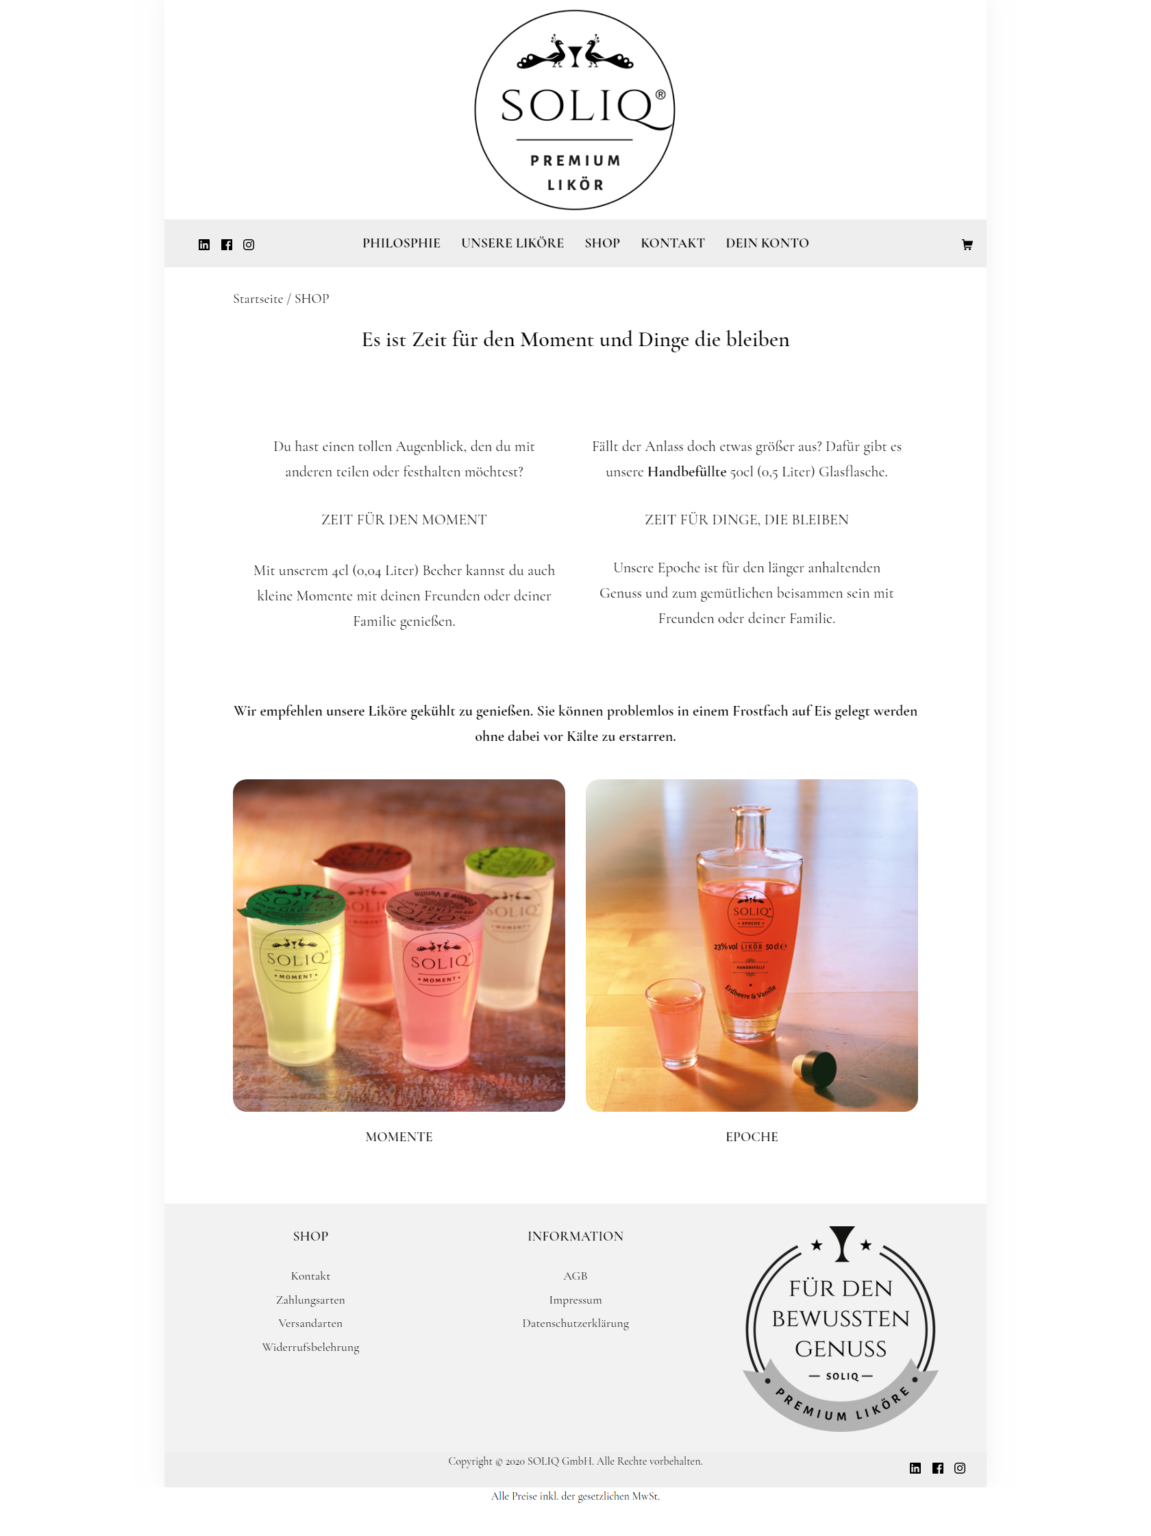 SOLIQ®
PREMIUM
LIKÖR
PHILOSPHIE UNSERE LIKÖRE SHOP KONTAKT DEIN KONTO
Startseite / SHOP
Es ist Zeit für den Moment und Dinge die bleiben
Du hast einen tollen Augenblick, den du mit
anderen teilen oder festhalten möchtest?
ZEIT FÜR DEN MOMENT
Mit unserem 4cl (0,04 Liter) Becher kannst du auch
kleine Momente mit deinen Freunden oder deiner
Familie genießen.
Fällt der Anlass doch etwas größer aus? Dafür gibt es
unsere Handbefüllte 50cl (0,5 Liter) Glasflasche.
ZEIT FÜR DINGE, DIE BLEIBEN
Unsere Epoche ist für den länger anhaltenden
Genuss und zum gemütlichen beisammen sein mit
Freunden oder deiner Familie.
Wir empfehlen unsere Liköre gekühlt zu genießen. Sie können problemlos in einem Frostfach auf Eis gelegt werden
ohne dabei vor Kälte zu erstarren.
SOLIQ
SOLIQ
SOLIQ®
•MOMENT•
SOLIQ®
•MOMENT•
SOLIQ®
•EPOCHE•
23% vol LIKÖR 50 cl e
HANDBEFÜLLT
Erdbeere & Vanille
MOMENTE
EPOCHE
SHOP
Kontakt
Zahlungsarten
Versandarten
Widerrufsbelehrung
INFORMATION
AGB
Impressum
Datenschutzerklärung
FÜR DEN
BEWUSSTEN
GENUSS
— SOLIQ —
• PREMIUM LIKÖRE •
Copyright © 2020 SOLIQ GmbH. Alle Rechte vorbehalten.
Alle Preise inkl. der gesetzlichen MwSt.